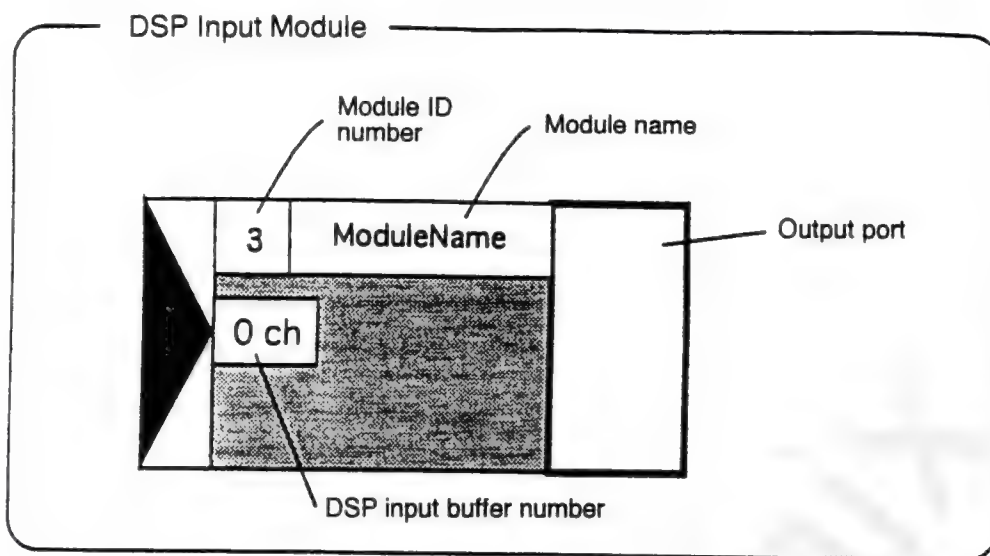 DSP Input Module
Module ID
number
Module name
3
ModuleName
Output port
0 ch
DSP input buffer number